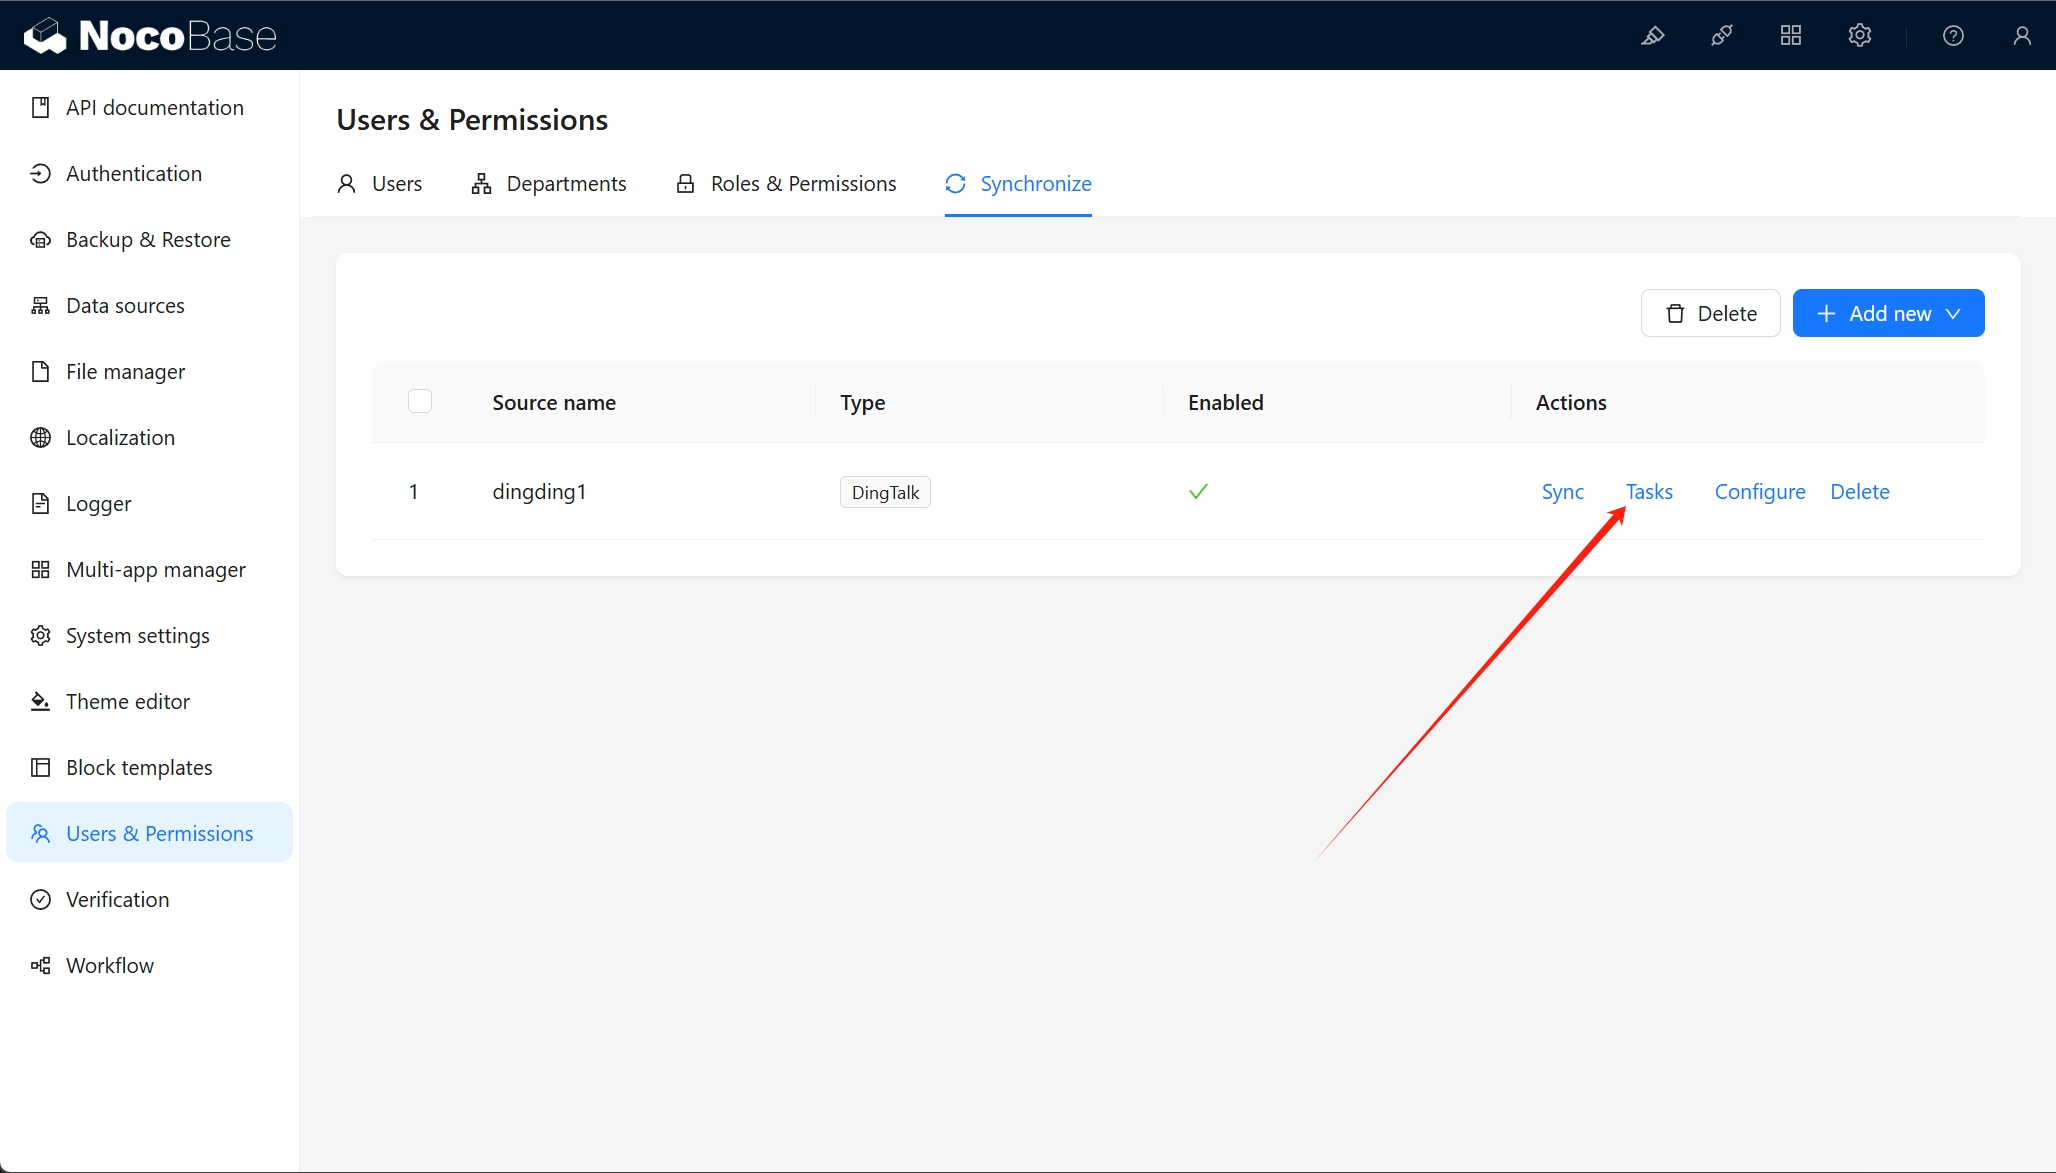 NocoBase
API documentation
Authentication
Backup & Restore
Data sources
File manager
Localization
Logger
Multi-app manager
System settings
Theme editor
Block templates
Users & Permissions
Verification
Workflow
Users & Permissions
Users Departments Roles & Permissions Synchronize
Delete Add new
Source name Type Enabled Actions
1 dingding1 DingTalk Sync Tasks Configure Delete